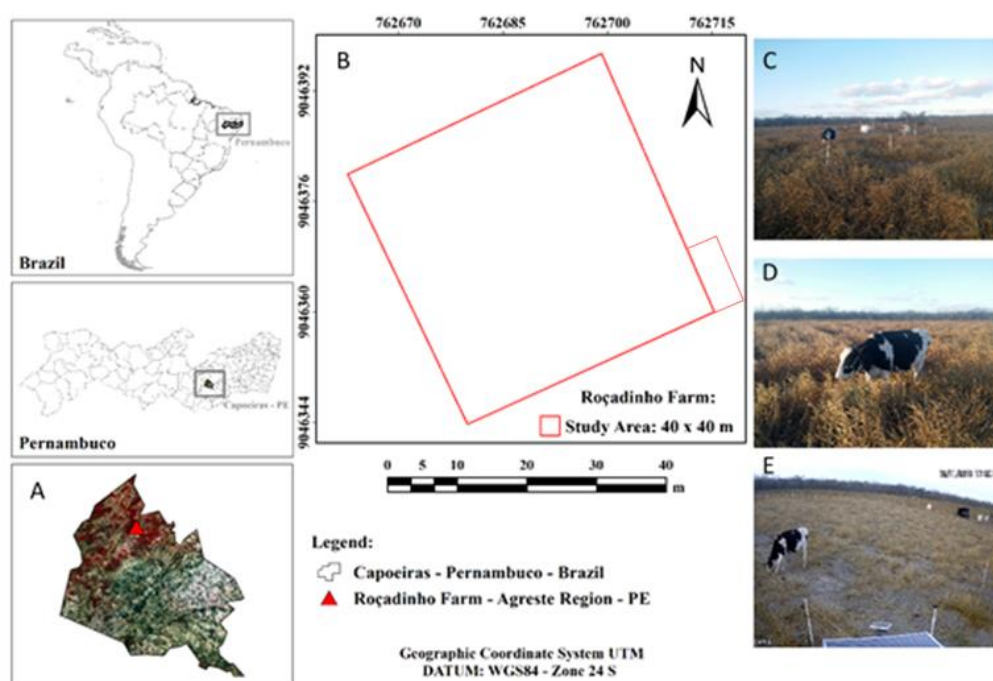 Pernambuco
Brazil
Capoeiras - PE
Pernambuco
A
762670 762685 762700 762715
B
9046392
9046376
9046360
9046344
N
Roçadinho Farm:
Study Area: 40 x 40 m
0 5 10 20 30 40
m
Legend:
Capoeiras - Pernambuco - Brazil
Roçadinho Farm - Agreste Region - PE
Geographic Coordinate System UTM
DATUM: WGS84 - Zone 24 S
C
D
E